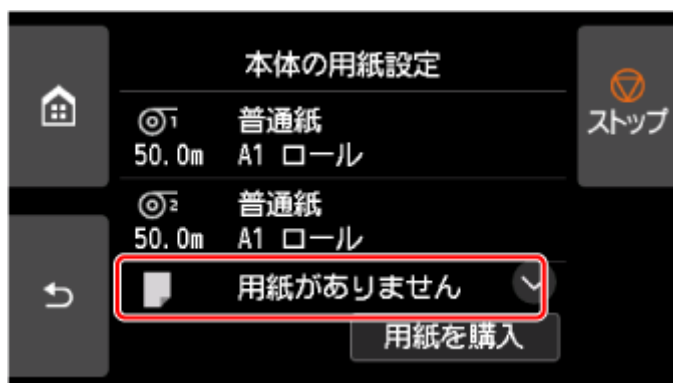 本体の用紙設定
1 普通紙
50.0m A1 ロール
2 普通紙
50.0m A1 ロール
用紙がありません
用紙を購入
ストップ